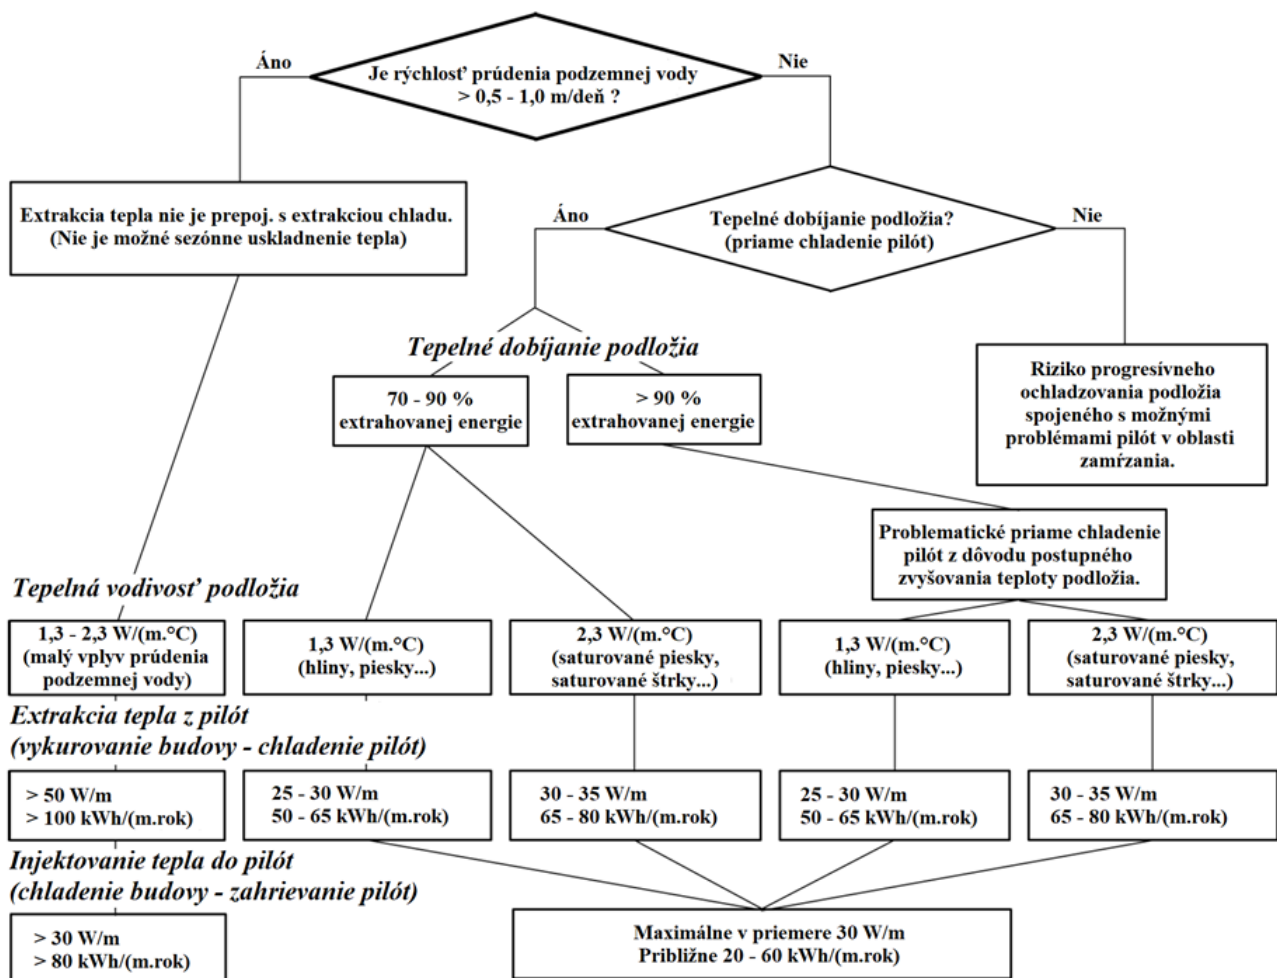 Áno
Je rýchlosť prúdenia podzemnej vody
> 0,5 - 1,0 m/deň ?
Nie
Extrakcia tepla nie je prepoj. s extrakciou chladu.
(Nie je možné sezónne uskladnenie tepla)
Áno
Tepelné dobíjanie podložia?
(priame chladenie pilót)
Nie
Tepelné dobíjanie podložia
70 - 90 %
extrahovanej energie
> 90 %
extrahovanej energie
Riziko progresívneho
ochladzovania podložia
spojeného s možnými
problémami pilót v oblasti
zamŕzania.
Problematické priame chladenie
pilót z dôvodu postupného
zvyšovania teploty podložia.
Tepelná vodivosť podložia
1,3 - 2,3 W/(m.°C)
(malý vplyv prúdenia
podzemnej vody)
1,3 W/(m.°C)
(hliny, piesky...)
2,3 W/(m.°C)
(saturované piesky,
saturované štrky...)
1,3 W/(m.°C)
(hliny, piesky...)
2,3 W/(m.°C)
(saturované piesky,
saturované štrky...)
Extrakcia tepla z pilót
(vykurovanie budovy - chladenie pilót)
> 50 W/m
> 100 kWh/(m.rok)
25 - 30 W/m
50 - 65 kWh/(m.rok)
30 - 35 W/m
65 - 80 kWh/(m.rok)
25 - 30 W/m
50 - 65 kWh/(m.rok)
30 - 35 W/m
65 - 80 kWh/(m.rok)
Injektovanie tepla do pilót
(chladenie budovy - zahrievanie pilót)
> 30 W/m
> 80 kWh/(m.rok)
Maximálne v priemere 30 W/m
Približne 20 - 60 kWh/(m.rok)